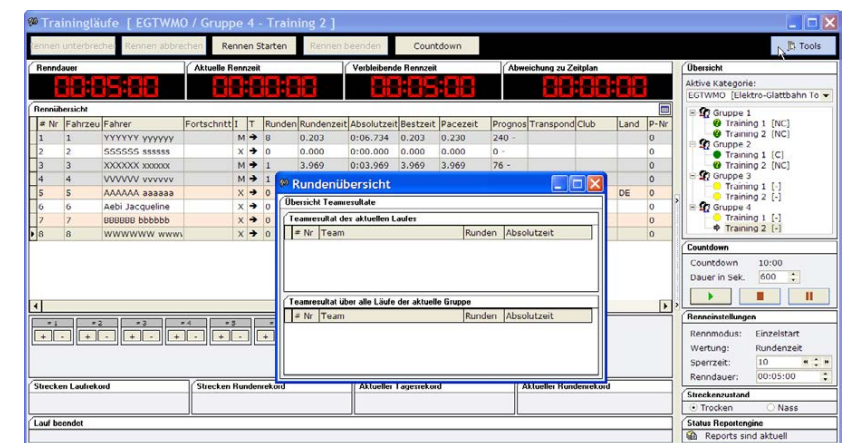 Trainingläufe [ EGTWMO / Gruppe 4 - Training 2 ]
Rennen unterbrechen Rennen abbrechen Rennen Starten Rennen beenden Countdown Tools
Renndauer Aktuelle Rennzeit Verbleibende Rennzeit Abweichung zu Zeitplan
00:05:00 00:00:00 00:05:00 00:00:00
Rennübersicht
# Nr Fahrzeu Fahrer Fortschritt I T Runden Rundenzeit Absolutzeit Bestzeit Pacezeit Prognos Transpond Club Land P-Nr
1 1 YYYYYY yyyyyy M 8 0.203 0:06.734 0.203 0.230 240 - 0
2 2 SSSSSS ssssss X 0 0.000 0:00.000 0.000 0.000 0 - 0
3 3 XXXXXX xxxxxx M 1 3.969 0:03.969 3.969 3.969 76 - 0
4 4 VVVVVV vvvvvv M 1 0
5 5 AAAAAA aaaaaa X 0 DE 0
6 6 Aebi Jacqueline X 0 0
7 7 BBBBBB bbbbbb X 0 0
8 8 WWWWWW X 0 0
Rundenübersicht
Übersicht Teamresultate
Teamresultat des aktuellen Laufes
# Nr Team Runden Absolutzeit
Teamresultat über alle Läufe der aktuelle Gruppe
# Nr Team Runden Absolutzeit
+ - + - + - + - + - +
Strecken Laufrekord Strecken Rundenrekord Aktueller Tagesrekord Aktueller Rundenrekord
Lauf beendet
Übersicht
Aktive Kategorie:
EGTWMO [Elektro-Glattbahn To
Gruppe 1
Training 1 [NC]
Training 2 [NC]
Gruppe 2
Training 1 [C]
Training 2 [NC]
Gruppe 3
Training 1 [-]
Training 2 [-]
Gruppe 4
Training 1 [-]
Training 2 [-]
Countdown
Countdown 10:00
Dauer in Sek. 600
Renneinstellungen
Rennmodus: Einzelstart
Wertung: Rundenzeit
Sperrzeit: 10
Renndauer: 00:05:00
Streckenzustand
Trocken Nass
Status Reportengine
Reports sind aktuell